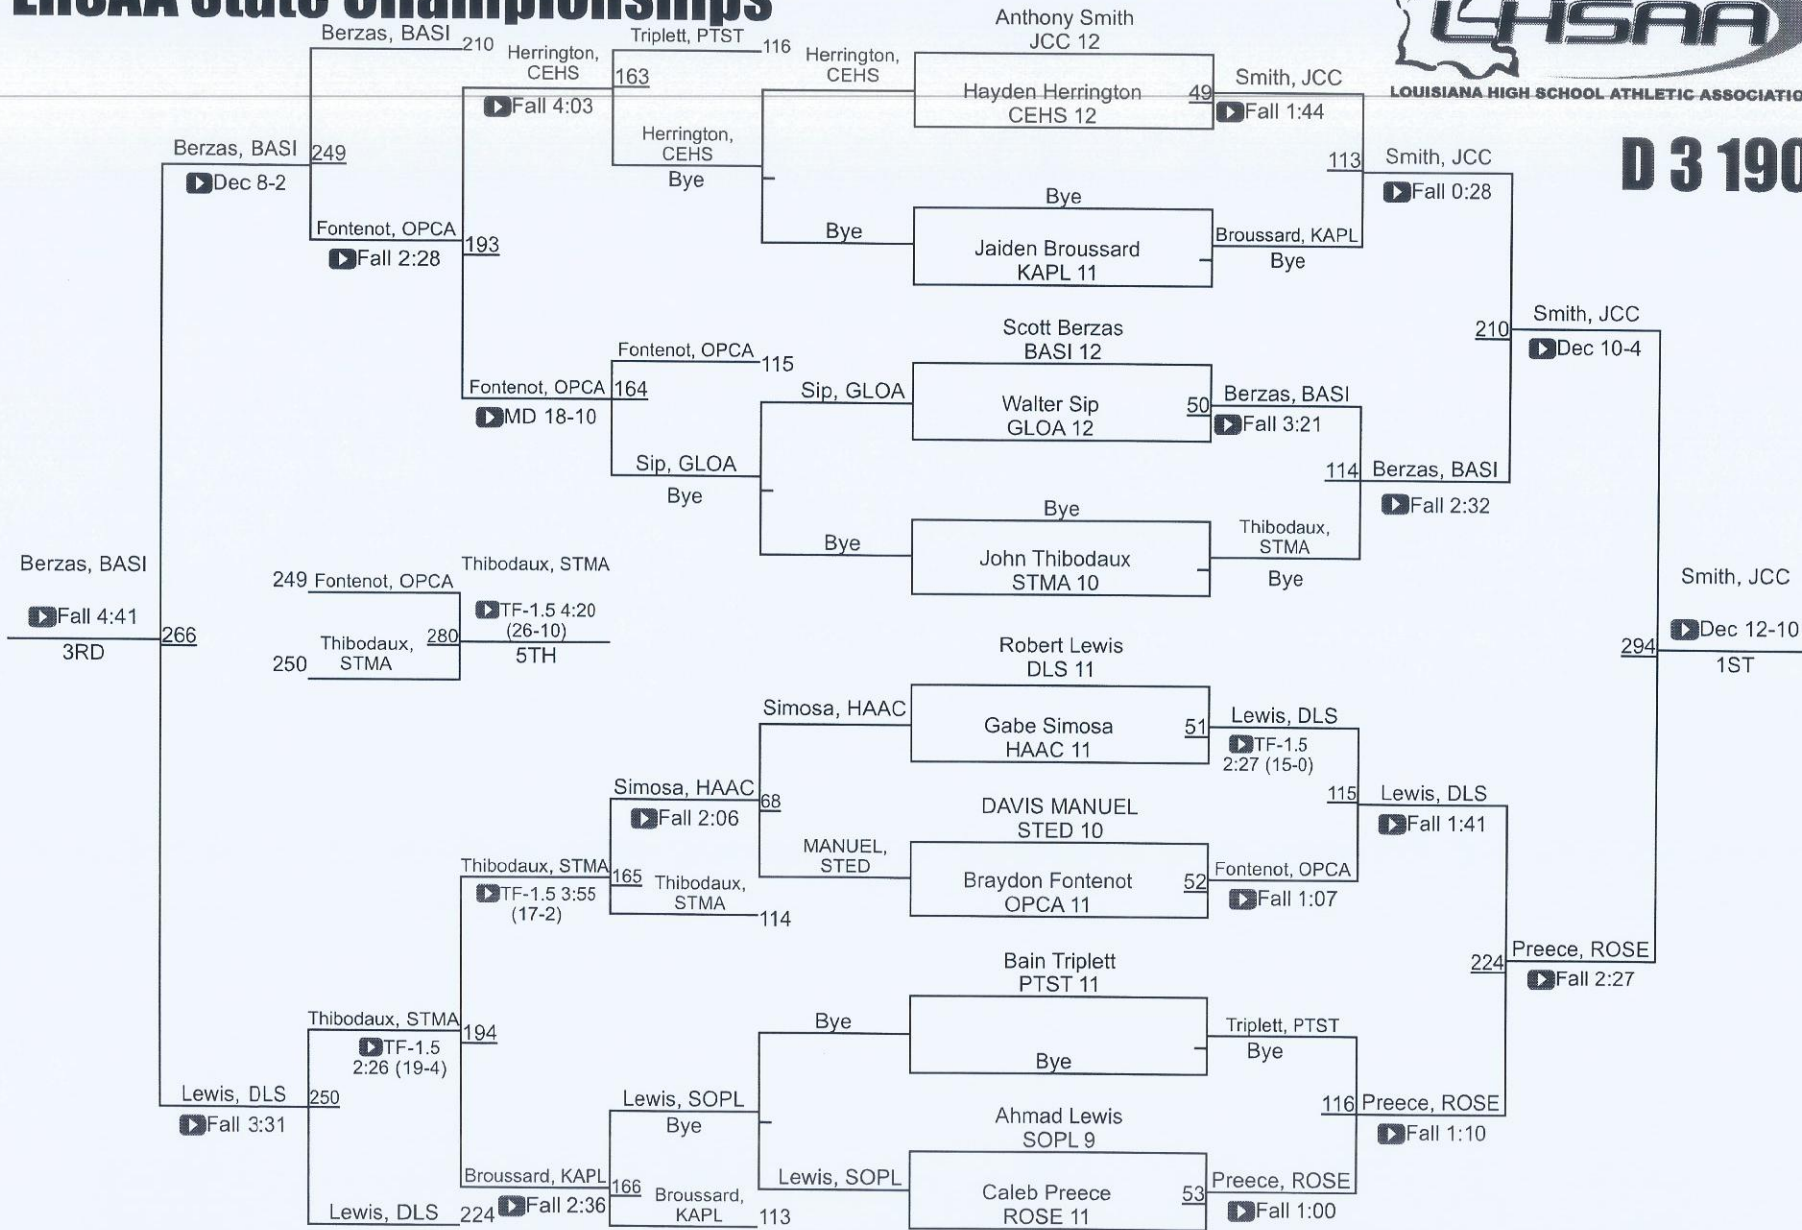 LHSAA State Championships
LHSAA
LOUISIANA HIGH SCHOOL ATHLETIC ASSOCIATIO
D 3 190
Berzas, BASI
210
Berzas, BASI
249
Dec 8-2
Fontenot, OPCA
193
Fall 2:28
Herrington,
CEHS
163
Fall 4:03
Triplett, PTST
116
Herrington,
CEHS
Bye
Fontenot, OPCA
164
MD 18-10
Fontenot, OPCA
115
Sip, GLOA
Bye
Herrington,
CEHS
Bye
Sip, GLOA
Bye
Anthony Smith
JCC 12
Hayden Herrington
CEHS 12
49
Bye
Jaiden Broussard
KAPL 11
Scott Berzas
BASI 12
Walter Sip
GLOA 12
50
Bye
John Thibodaux
STMA 10
Smith, JCC
Fall 1:44
113
Broussard, KAPL
Bye
Smith, JCC
Fall 0:28
Berzas, BASI
Fall 3:21
114
Thibodaux,
STMA
Bye
Berzas, BASI
Fall 2:32
210
Smith, JCC
Dec 10-4
Berzas, BASI
Fall 4:41
3RD
266
249 Fontenot, OPCA
250
Thibodaux,
STMA
280
Thibodaux, STMA
TF-1.5 4:20
(26-10)
5TH
Smith, JCC
294
Dec 12-10
1ST
Robert Lewis
DLS 11
Gabe Simosa
HAAC 11
51
DAVIS MANUEL
STED 10
Braydon Fontenot
OPCA 11
52
Bain Triplett
PTST 11
Bye
Ahmad Lewis
SOPL 9
Caleb Preece
ROSE 11
53
Simosa, HAAC
MANUEL,
STED
Bye
Lewis, SOPL
Simosa, HAAC
68
Fall 2:06
Thibodaux, STMA
165
TF-1.5 3:55
(17-2)
Thibodaux,
STMA
114
Thibodaux, STMA
194
TF-1.5
2:26 (19-4)
Lewis, DLS
250
Fall 3:31
Lewis, DLS
224
Lewis, SOPL
Bye
Broussard, KAPL
166
Fall 2:36
Broussard,
KAPL
113
Lewis, DLS
TF-1.5
2:27 (15-0)
115
Lewis, DLS
Fall 1:41
Fontenot, OPCA
Fall 1:07
Triplett, PTST
Bye
116
Preece, ROSE
Fall 1:10
Preece, ROSE
Fall 1:00
224
Preece, ROSE
Fall 2:27